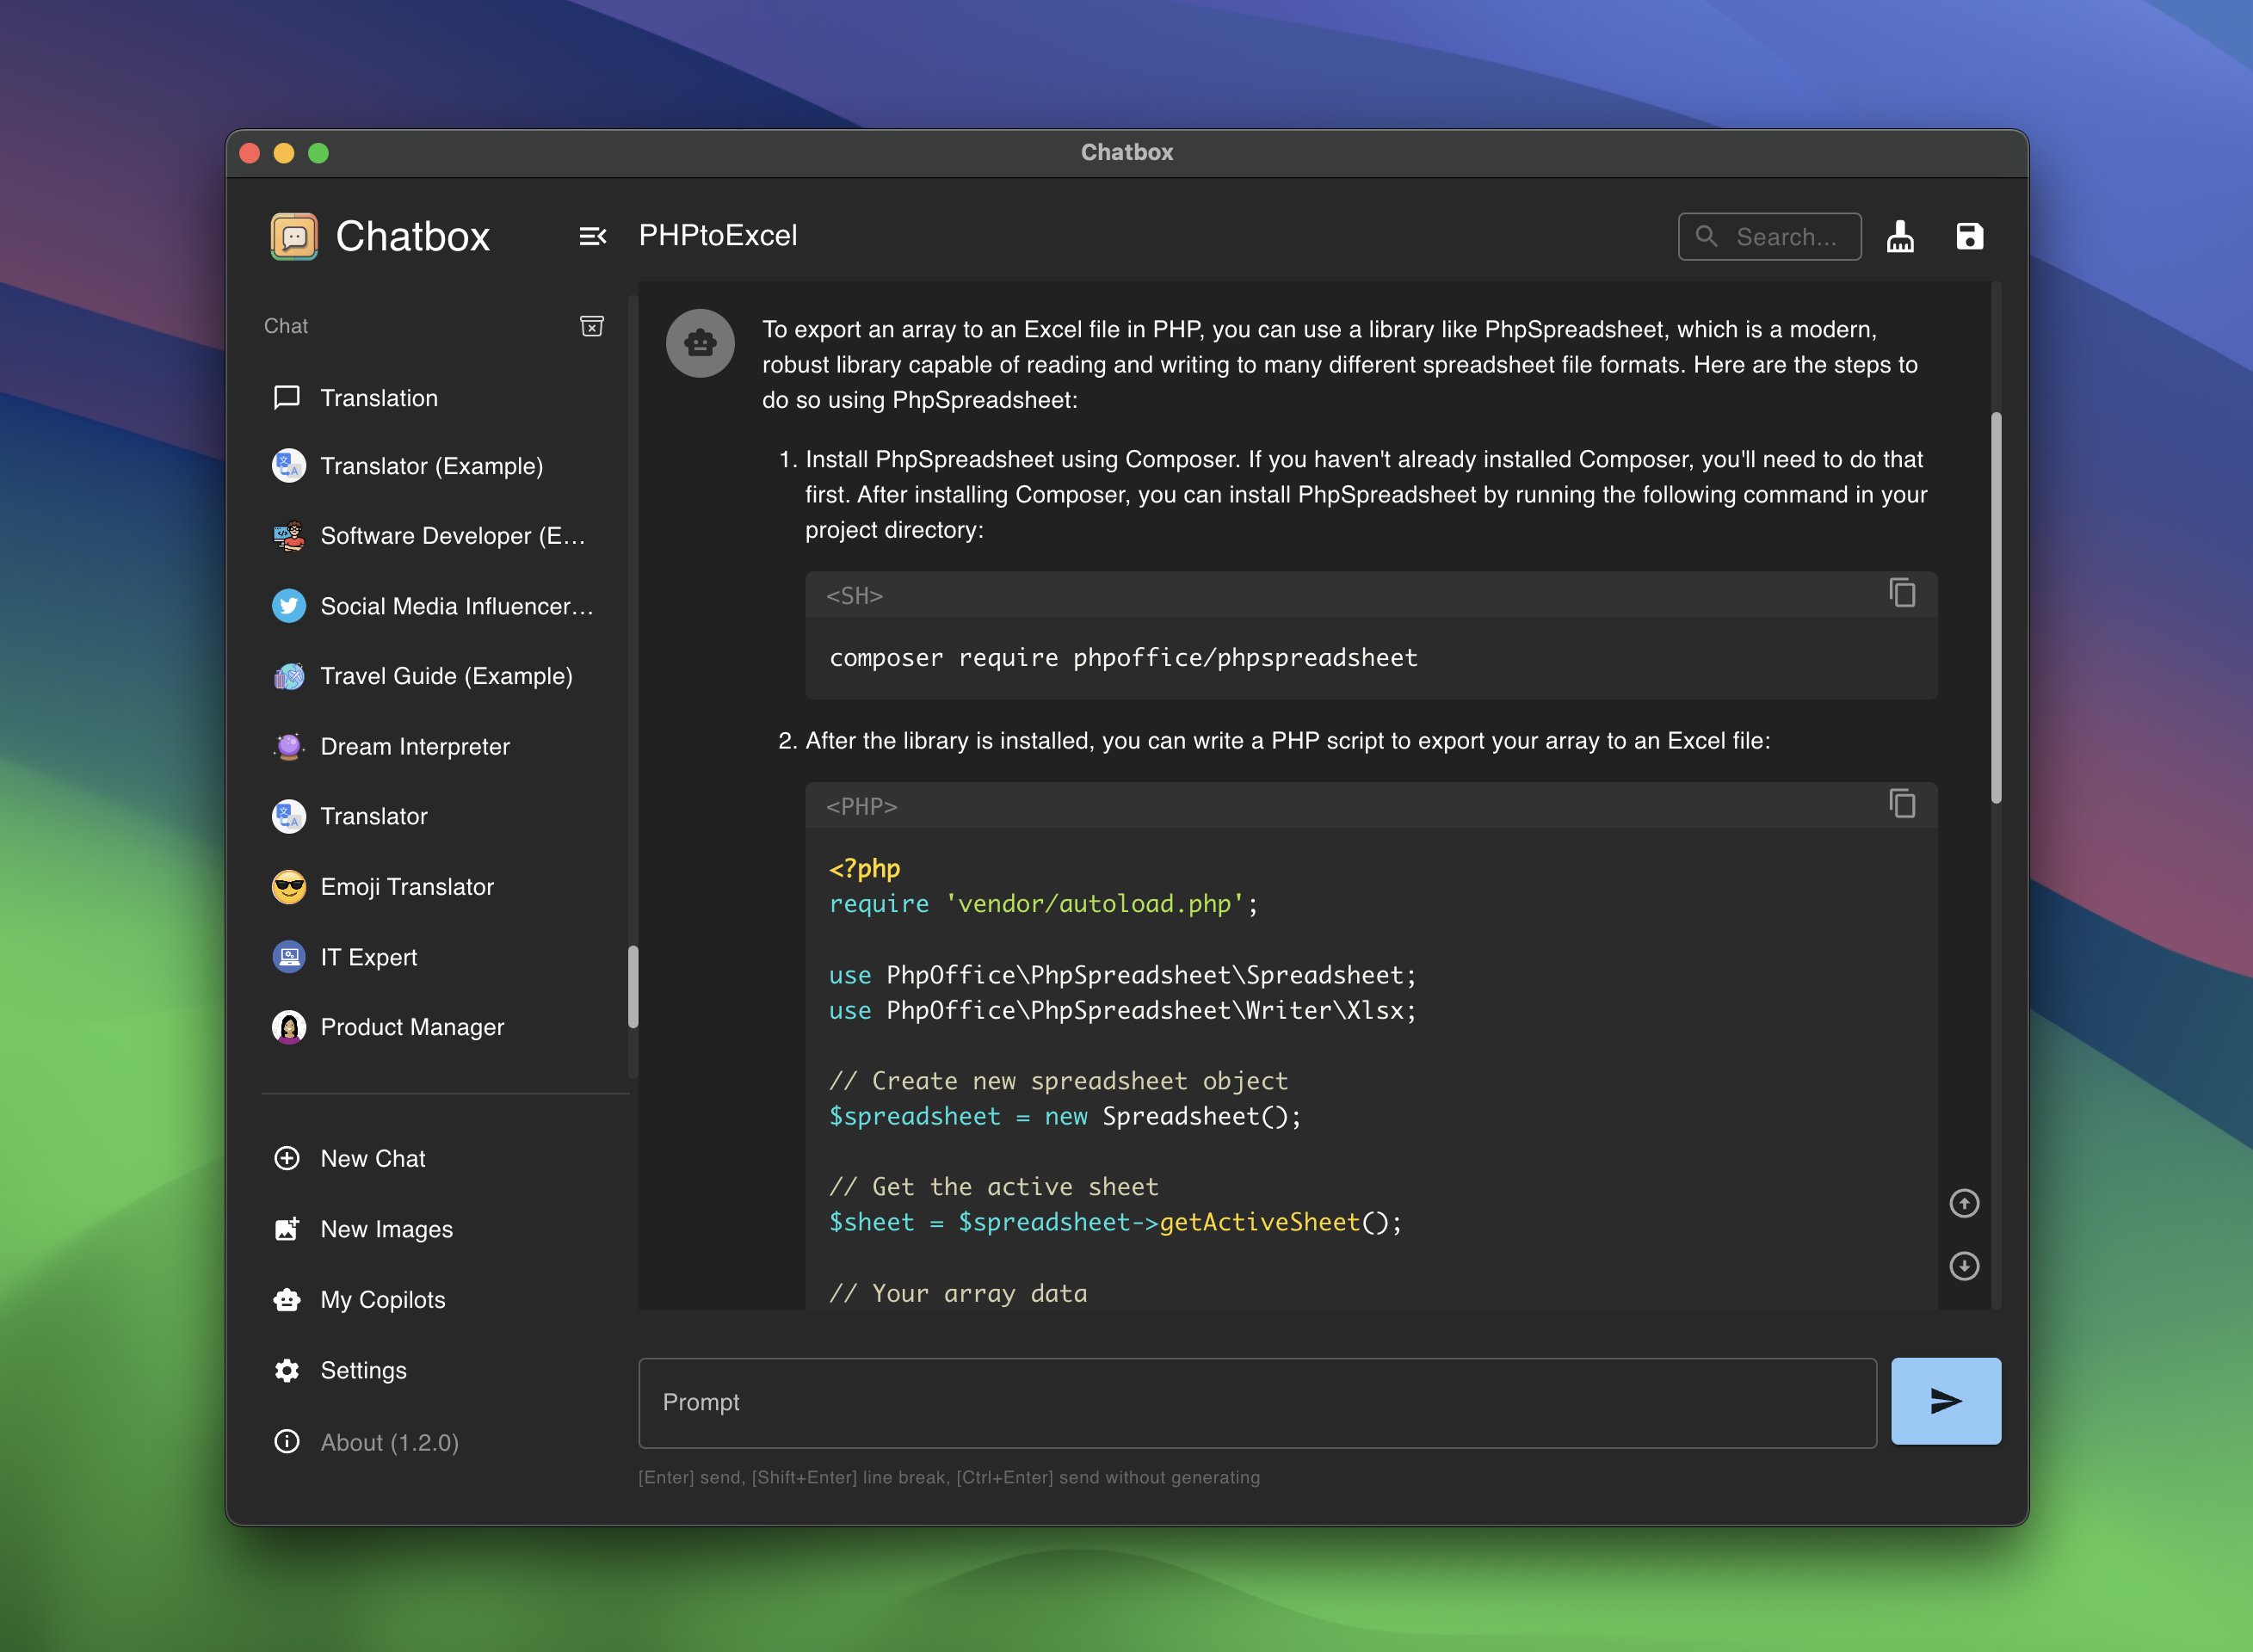 Chatbox
Chatbox
PHPtoExcel
Search...
Chat
Translation
Translator (Example)
Software Developer (E...
Social Media Influencer...
Travel Guide (Example)
Dream Interpreter
Translator
Emoji Translator
IT Expert
Product Manager
New Chat
New Images
My Copilots
Settings
About (1.2.0)
To export an array to an Excel file in PHP, you can use a library like PhpSpreadsheet, which is a modern,
robust library capable of reading and writing to many different spreadsheet file formats. Here are the steps to
do so using PhpSpreadsheet:
1. Install PhpSpreadsheet using Composer. If you haven't already installed Composer, you'll need to do that
first. After installing Composer, you can install PhpSpreadsheet by running the following command in your
project directory:
<SH>
composer require phpoffice/phpspreadsheet
2. After the library is installed, you can write a PHP script to export your array to an Excel file:
<PHP>
<?php
require 'vendor/autoload.php';
use PhpOffice\PhpSpreadsheet\Spreadsheet;
use PhpOffice\PhpSpreadsheet\Writer\Xlsx;
// Create new spreadsheet object
$spreadsheet = new Spreadsheet();
// Get the active sheet
$sheet = $spreadsheet->getActiveSheet();
// Your array data
Prompt
[Enter] send, [Shift+Enter] line break, [Ctrl+Enter] send without generating